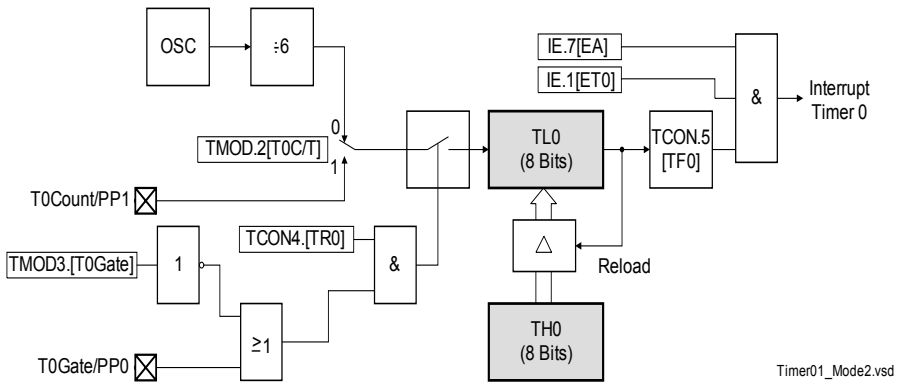 OSC
÷6
IE.7[EA]
IE.1[ET0]
&
Interrupt
Timer 0
0
TMOD.2[T0C/T]
1
TL0
(8 Bits)
TCON.5
[TF0]
T0Count/PP1
TCON4.[TR0]
&
Reload
TMOD3.[T0Gate]
1
≥1
T0Gate/PP0
TH0
(8 Bits)
Timer01_Mode2.vsd